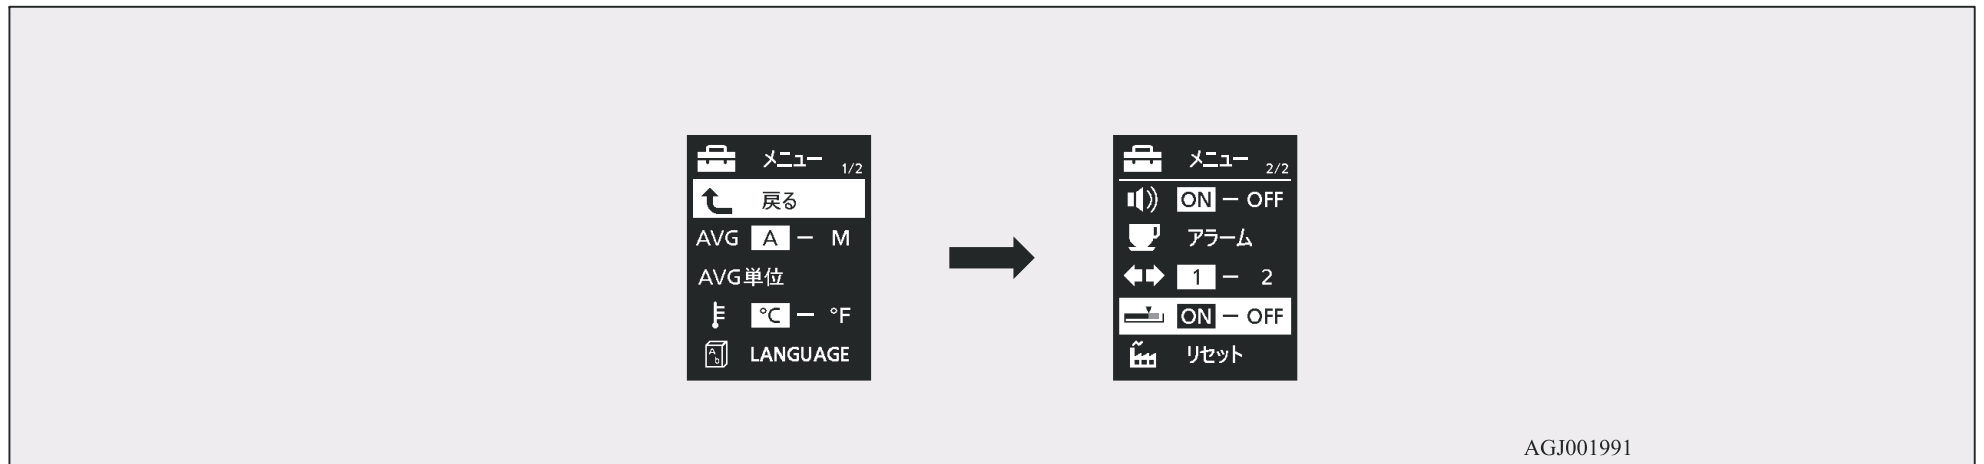 メニュー 1/2
戻る
AVG A − M
AVG単位
°C − °F
A b LANGUAGE
メニュー 2/2
ON − OFF
アラーム
1 − 2
ON − OFF
リセット
AGJ001991